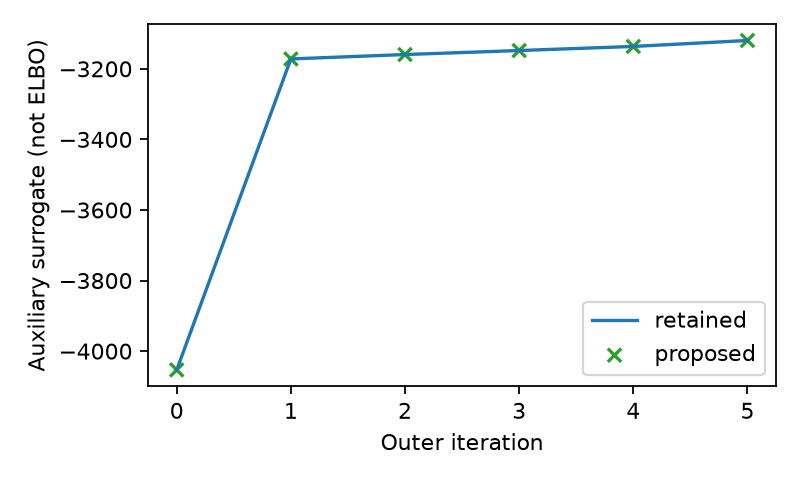 Auxiliary surrogate (not ELBO)
−3200
−3400
−3600
−3800
−4000
retained
proposed
0 1 2 3 4 5
Outer iteration